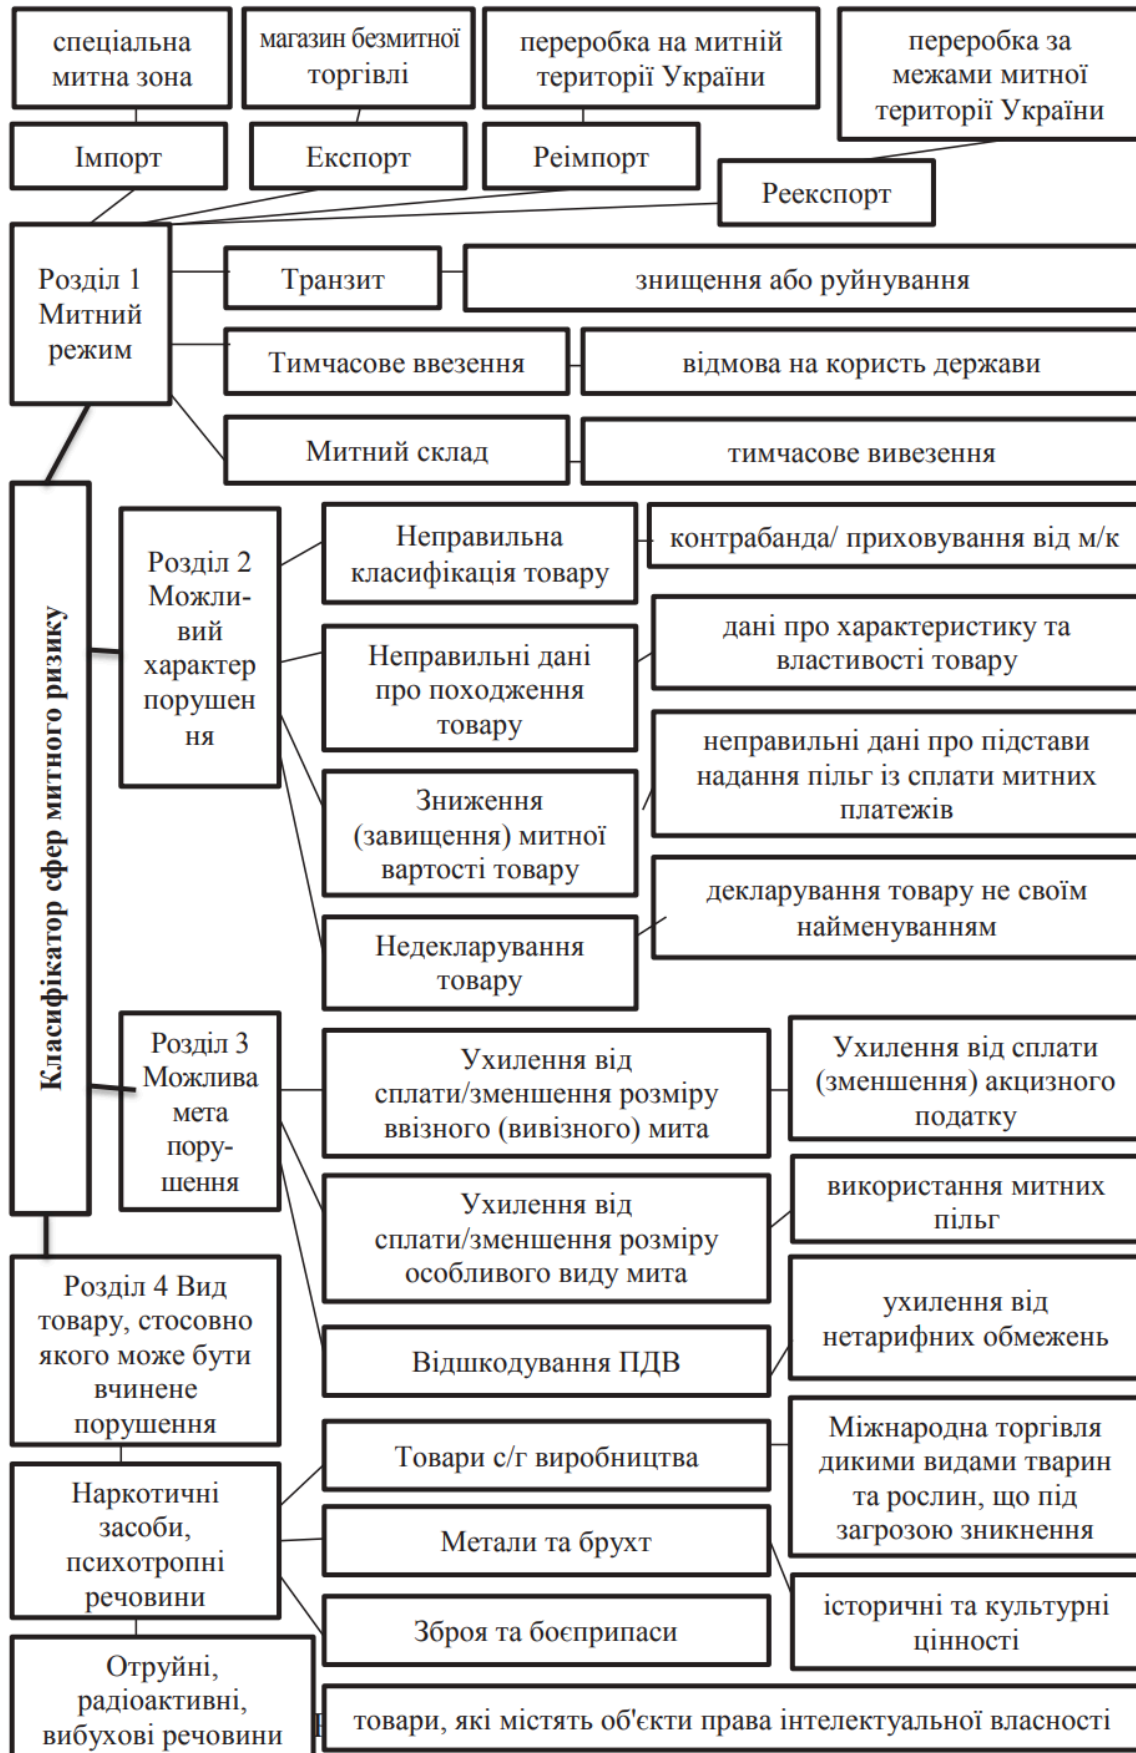 спеціальна
митна зона
магазин безмитної
торгівлі
переробка на митній
території України
переробка за
межами митної
території України
Імпорт
Експорт
Реімпорт
Реекспорт
Розділ 1
Митний
режим
Транзит
знищення або руйнування
Тимчасове ввезення
відмова на користь держави
Митний склад
тимчасове вивезення
Класифікатор сфер митного ризику
Розділ 2
Можли-
вий
характер
порушен
ня
Неправильна
класифікація товару
контрабанда/ приховування від м/к
Неправильні дані
про походження
товару
дані про характеристику та
властивості товару
Зниження
(завищення) митної
вартості товару
неправильні дані про підстави
надання пільг із сплати митних
платежів
Недекларування
товару
декларування товару не своїм
найменуванням
Розділ 3
Можлива
мета
пору-
шення
Ухилення від
сплати/зменшення розміру
ввізного (вивізного) мита
Ухилення від сплати
(зменшення) акцизного
податку
Ухилення від
сплати/зменшення розміру
особливого виду мита
використання митних
пільг
Відшкодування ПДВ
ухилення від
нетарифних обмежень
Розділ 4 Вид
товару, стосовно
якого може бути
вчинене
порушення
Товари с/г виробництва
Міжнародна торгівля
дикими видами тварин
та рослин, що під
загрозою зникнення
Наркотичні
засоби,
психотропні
речовини
Метали та брухт
історичні та культурні
цінності
Зброя та боєприпаси
Отруйні,
радіоактивні,
вибухові речовини
товари, які містять об'єкти права інтелектуальної власності